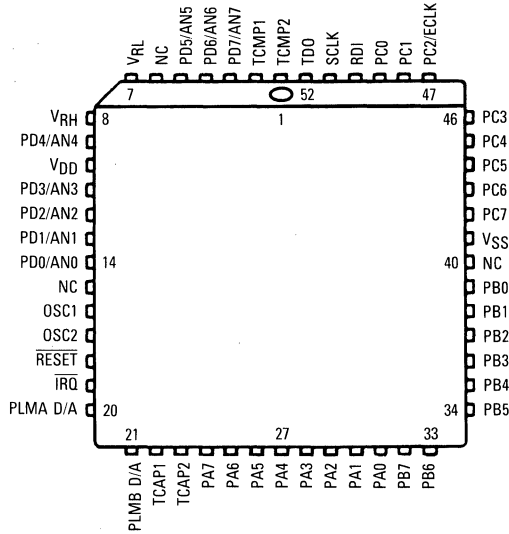 VRL
NC
PD5/AN5
PD6/AN6
PD7/AN7
TCMP1
TCMP2
TDO
SCLK
RDI
PC0
PC1
PC2/ECLK
7
52
47
VRH
8
1
46
PC3
PD4/AN4
PC4
VDD
PC5
PD3/AN3
PC6
PD2/AN2
PC7
PD1/AN1
VSS
PD0/AN0
14
40
NC
NC
PB0
OSC1
PB1
OSC2
PB2
RESET
PB3
IRQ
PB4
PLMA D/A
20
34
PB5
21
27
33
PLMB D/A
TCAP1
TCAP2
PA7
PA6
PA5
PA4
PA3
PA2
PA1
PA0
PB7
PB6